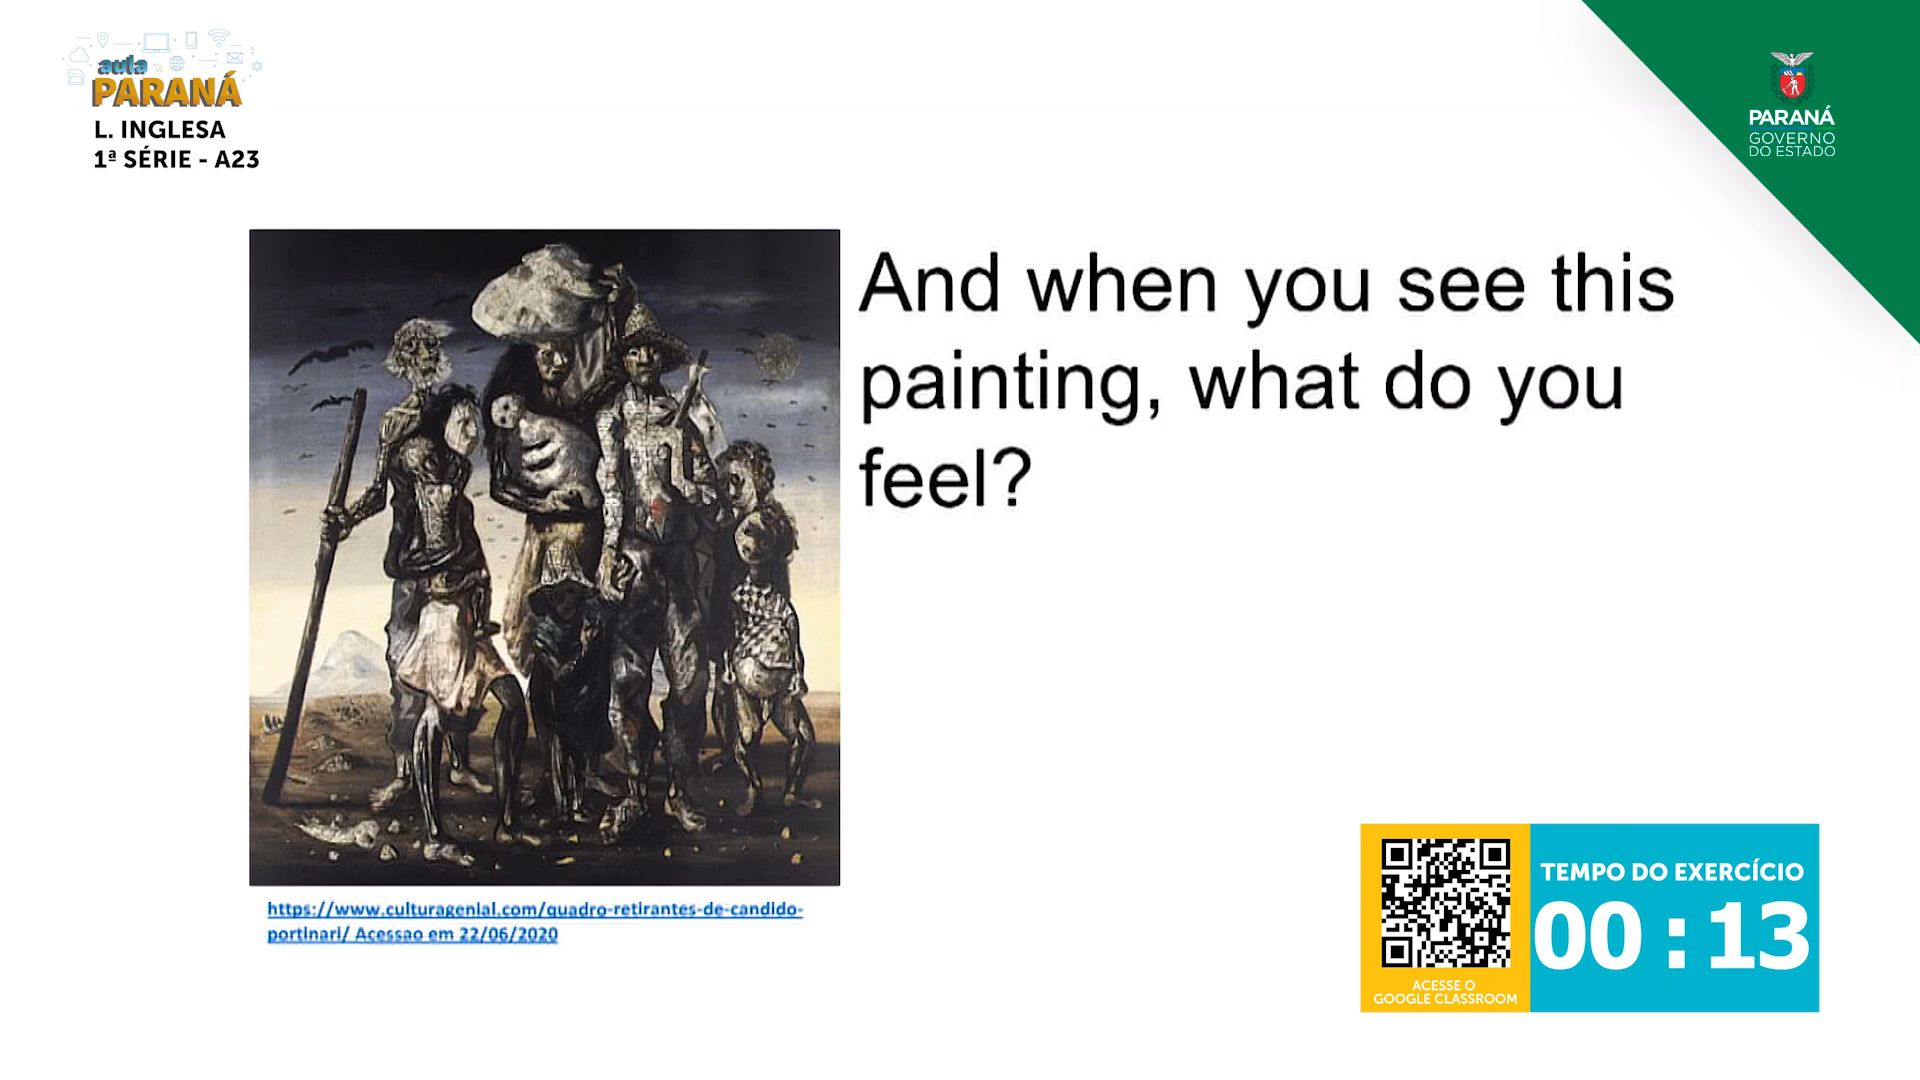 aula
PARANÁ
L. INGLESA
1ª SÉRIE - A23
PARANÁ
GOVERNO
DO ESTADO
And when you see this
painting, what do you
feel?
https://www.culturagenial.com/quadro-retirantes-de-candido-
portinari/ Acessao em 22/06/2020
TEMPO DO EXERCÍCIO
00 : 13
ACESSE O
GOOGLE CLASSROOM